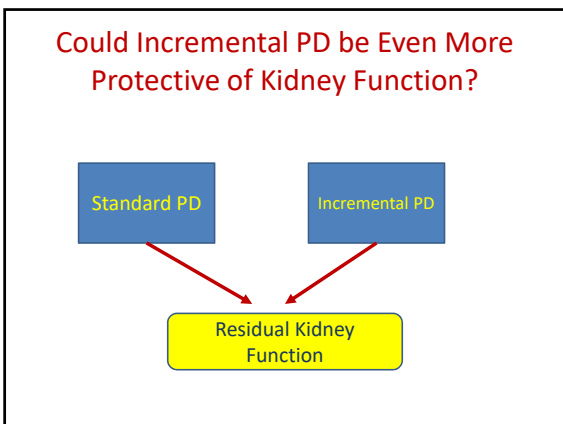 Could Incremental PD be Even More
Protective of Kidney Function?
Standard PD
Incremental PD
Residual Kidney
Function